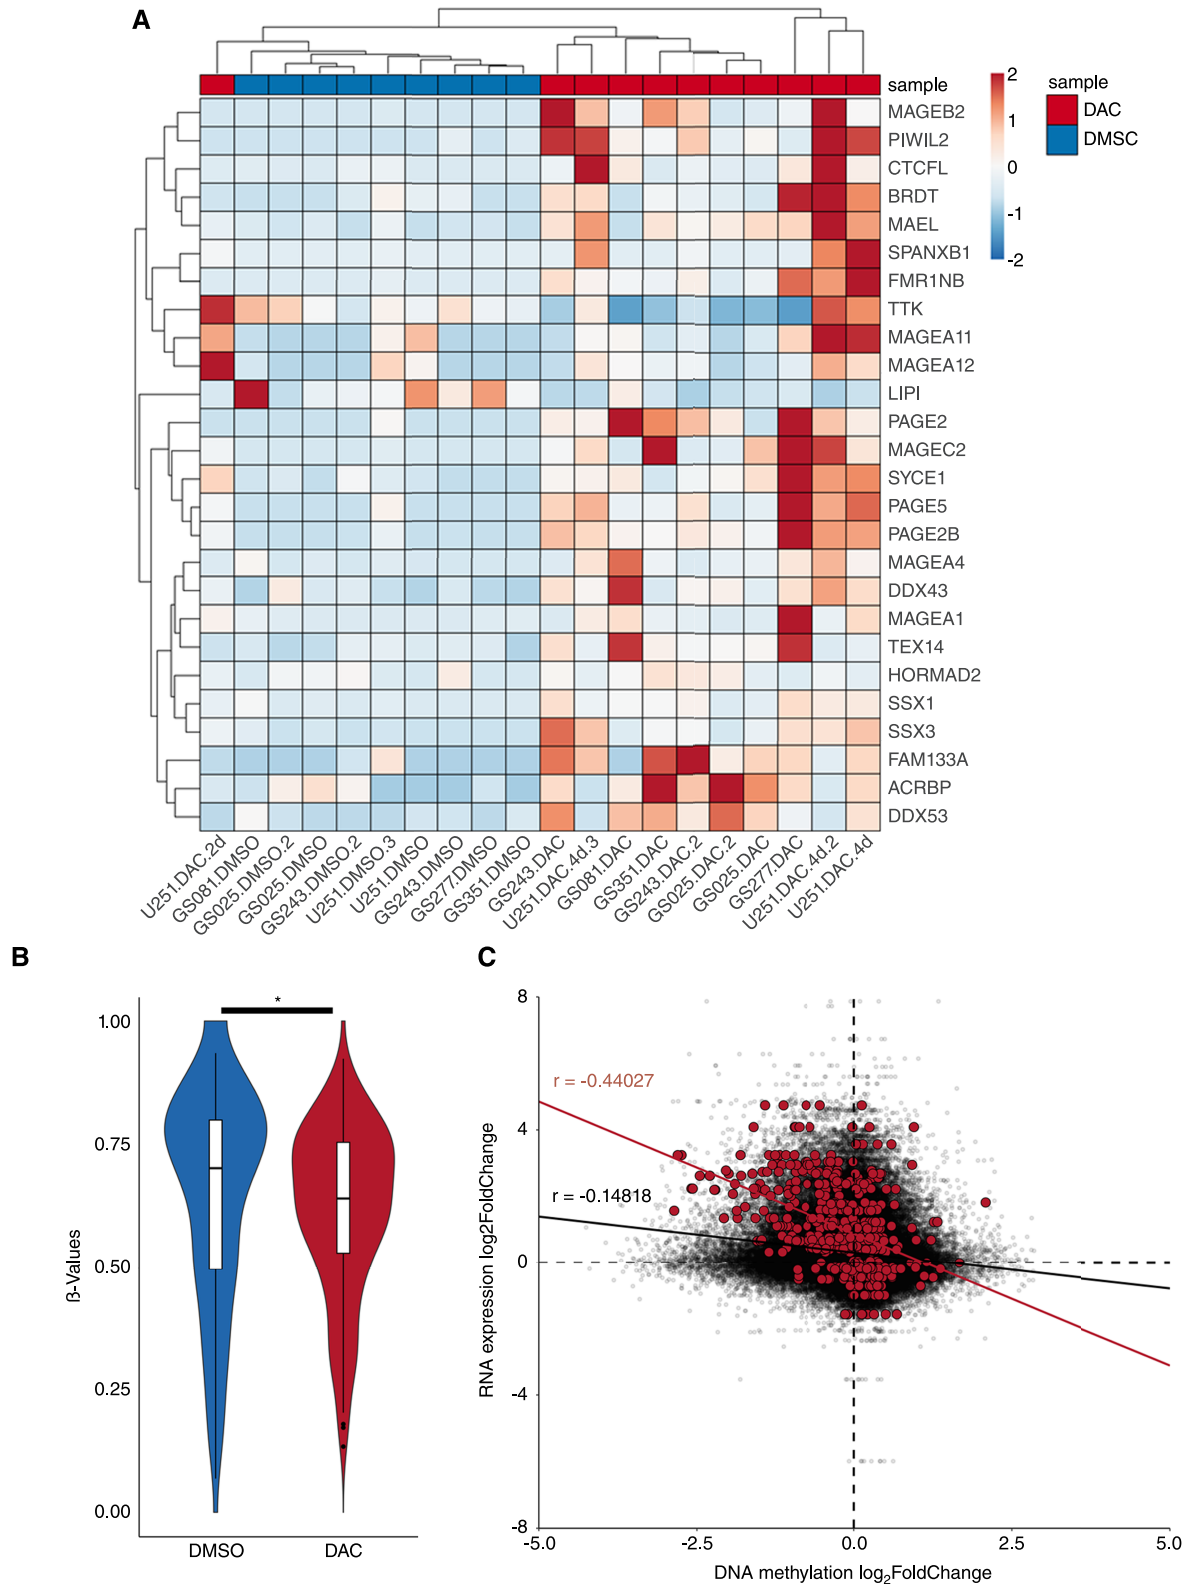 A
sample
MAGEB2
PIWIL2
CTCFL
BRDT
MAEL
SPANXB1
FMR1NB
TTK
MAGEA11
MAGEA12
LIPI
PAGE2
MAGEC2
SYCE1
PAGE5
PAGE2B
MAGEA4
DDX43
MAGEA1
TEX14
HORMAD2
SSX1
SSX3
FAM133A
ACRBP
DDX53
2
1
0
-1
-2
sample
DAC
DMSC
U251.DAC.2d
GS081.DMSO
GS025.DMSO.2
GS025.DMSO
GS243.DMSO.2
U251.DMSO.3
U251.DMSO
GS243.DMSO
GS277.DMSO
GS351.DMSO
GS243.DAC
U251.DAC.4d.3
GS081.DAC
GS351.DAC
GS243.DAC.2
GS025.DAC.2
GS025.DAC
GS277.DAC
U251.DAC.4d.2
U251.DAC.4d
B
*
1.00
0.75
0.50
0.25
0.00
ß-Values
DMSO DAC
C
8
4
0
-4
-8
RNA expression log2FoldChange
r = -0.44027
r = -0.14818
-5.0 -2.5 0.0 2.5 5.0
DNA methylation log₂FoldChange